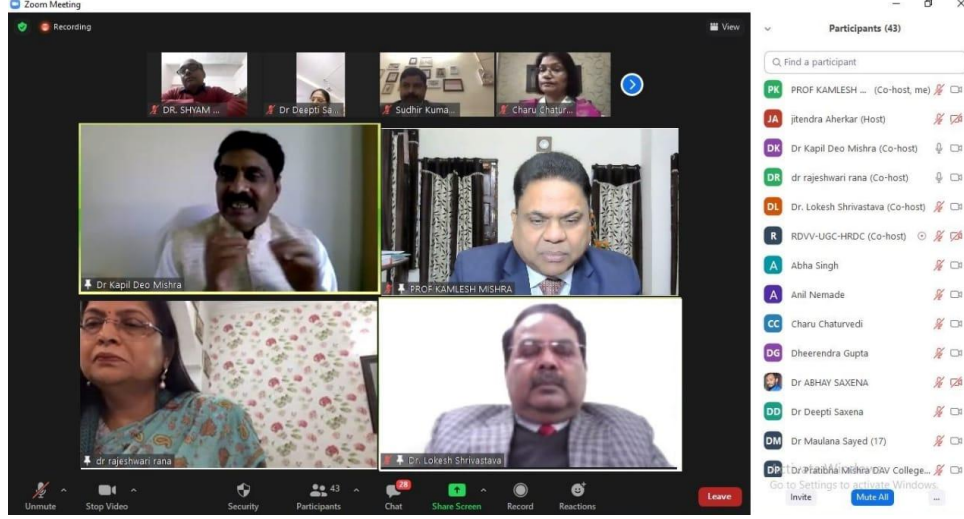 Zoom Meeting
Recording
View
DR. SHYAM ...
Dr Deepti Sa...
Sudhir Kuma...
Charu Chatur...
Dr Kapil Deo Mishra
PROF KAMLESH MISHRA
dr rajeshwari rana
Dr. Lokesh Shrivastava
Unmute
Stop Video
Security
43
Participants
28
Chat
Share Screen
Record
Reactions
Leave
Participants (43)
Find a participant
PK PROF KAMLESH ... (Co-host, me)
JA jitendra Aherkar (Host)
DK Dr Kapil Deo Mishra (Co-host)
DR dr rajeshwari rana (Co-host)
DL Dr. Lokesh Shrivastava (Co-host)
R RDVV-UGC-HRDC (Co-host)
A Abha Singh
A Anil Nemade
CC Charu Chaturvedi
DG Dheerendra Gupta
Dr ABHAY SAXENA
DD Dr Deepti Saxena
DM Dr Maulana Sayed (17)
DP Dr Pratibha Mishra DAV College...
Activate Windows
Go to Settings to activate Windows.
Invite
Mute All
...